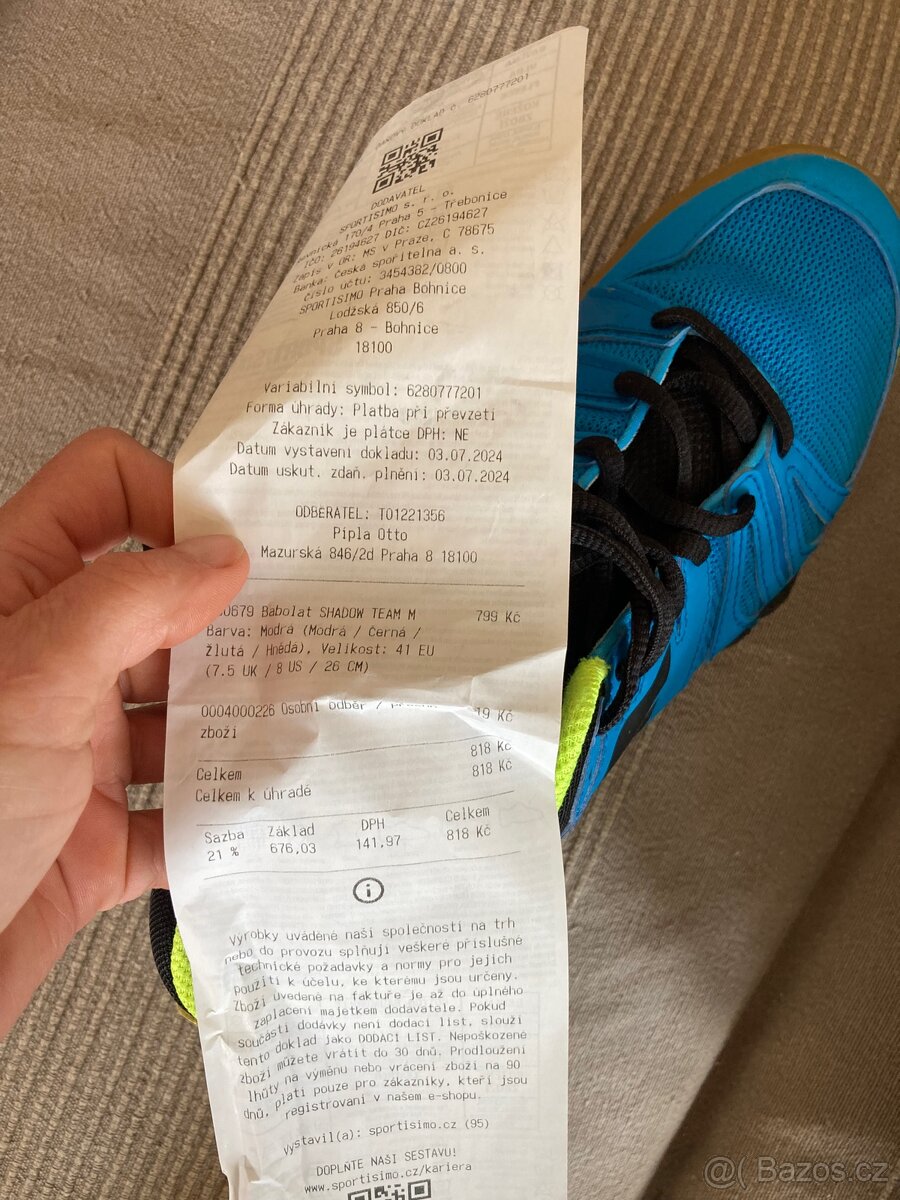 DAŇOVÝ DOKLAD Č. 6280777201
DODAVATEL
SPORTISIMO s. r. o.
170/4 Praha 5 - Třebonice
IČO: 26194627 DIČ: CZ26194627
Zápis v OR: MS v Praze, C 78675
Banka: Česká spořitelna a. s.
Číslo účtu: 3454382/0800
SPORTISIMO Praha Bohnice
Lodžská 850/6
Praha 8 - Bohnice
18100
Variabilní symbol: 6280777201
Forma úhrady: Platba při převzetí
Zákazník je plátce DPH: NE
Datum vystavení dokladu: 03.07.2024
Datum uskut. zdaň. plnění: 03.07.2024
ODBĚRATEL: T01221356
Pipla Otto
Mazurská 846/2d Praha 8 18100
0679 Babolat SHADOW TEAM M 799 Kč
Barva: Modrá (Modrá / Černá /
Žlutá / Hnědá), Velikost: 41 EU
(7.5 UK / 8 US / 26 CM)
0004000226 Osobní odběr / 19 Kč
zboží
818 Kč
Celkem 818 Kč
Celkem k úhradě
Sazba Základ DPH Celkem
21 % 676,03 141,97 818 Kč
Výrobky uváděné naší společností na trh
nebo do provozu splňují veškeré příslušné
technické požadavky a normy pro jejich
použití k účelu, ke kterému jsou určeny.
Zboží uvedené na faktuře je až do úplného
zaplacení majetkem dodavatele. Pokud
součástí dodávky není dodací list, slouží
tento doklad jako DODACÍ LIST. Nepoškozené
zboží můžete vrátit do 30 dnů. Prodloužení
lhůty na výměnu nebo vrácení zboží na 90
dnů, platí pouze pro zákazníky, kteří jsou
registrovaní v našem e-shopu.
Vystavil(a): sportisimo.cz (95)
DOPLŇTE NAŠI SESTAVU!
www.sportisimo.cz/kariera
@( Bazos.cz